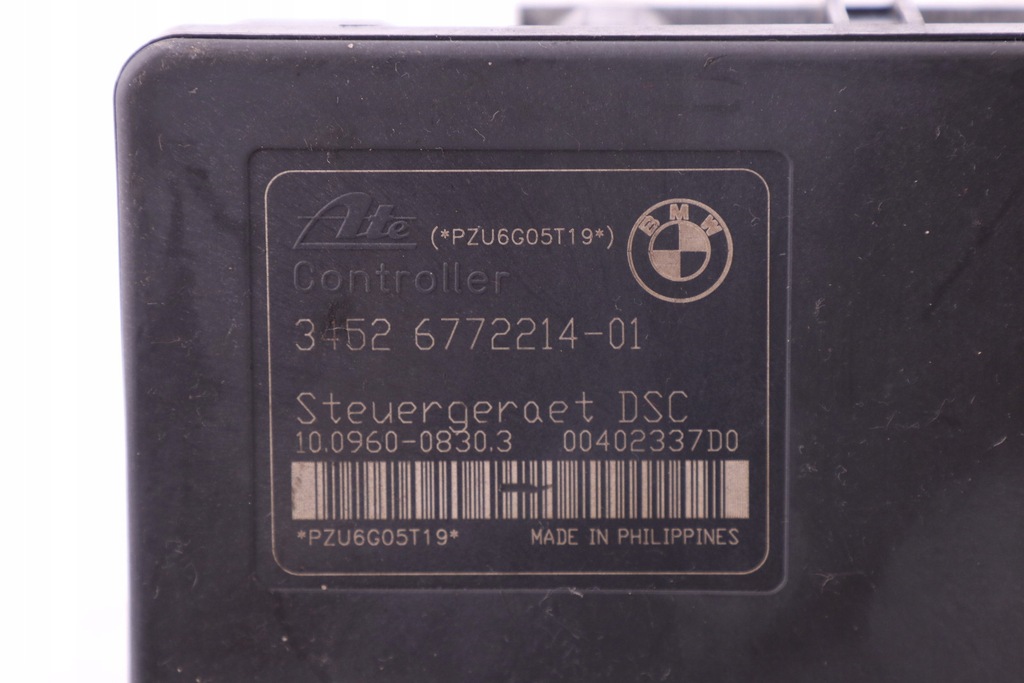 Ate (*PZU6G05T19*)
BMW
Controller
3452 6772214-01
Steuergeraet DSC
10.0960-0830.3 00402337D0
*PZU6G05T19* MADE IN PHILIPPINES